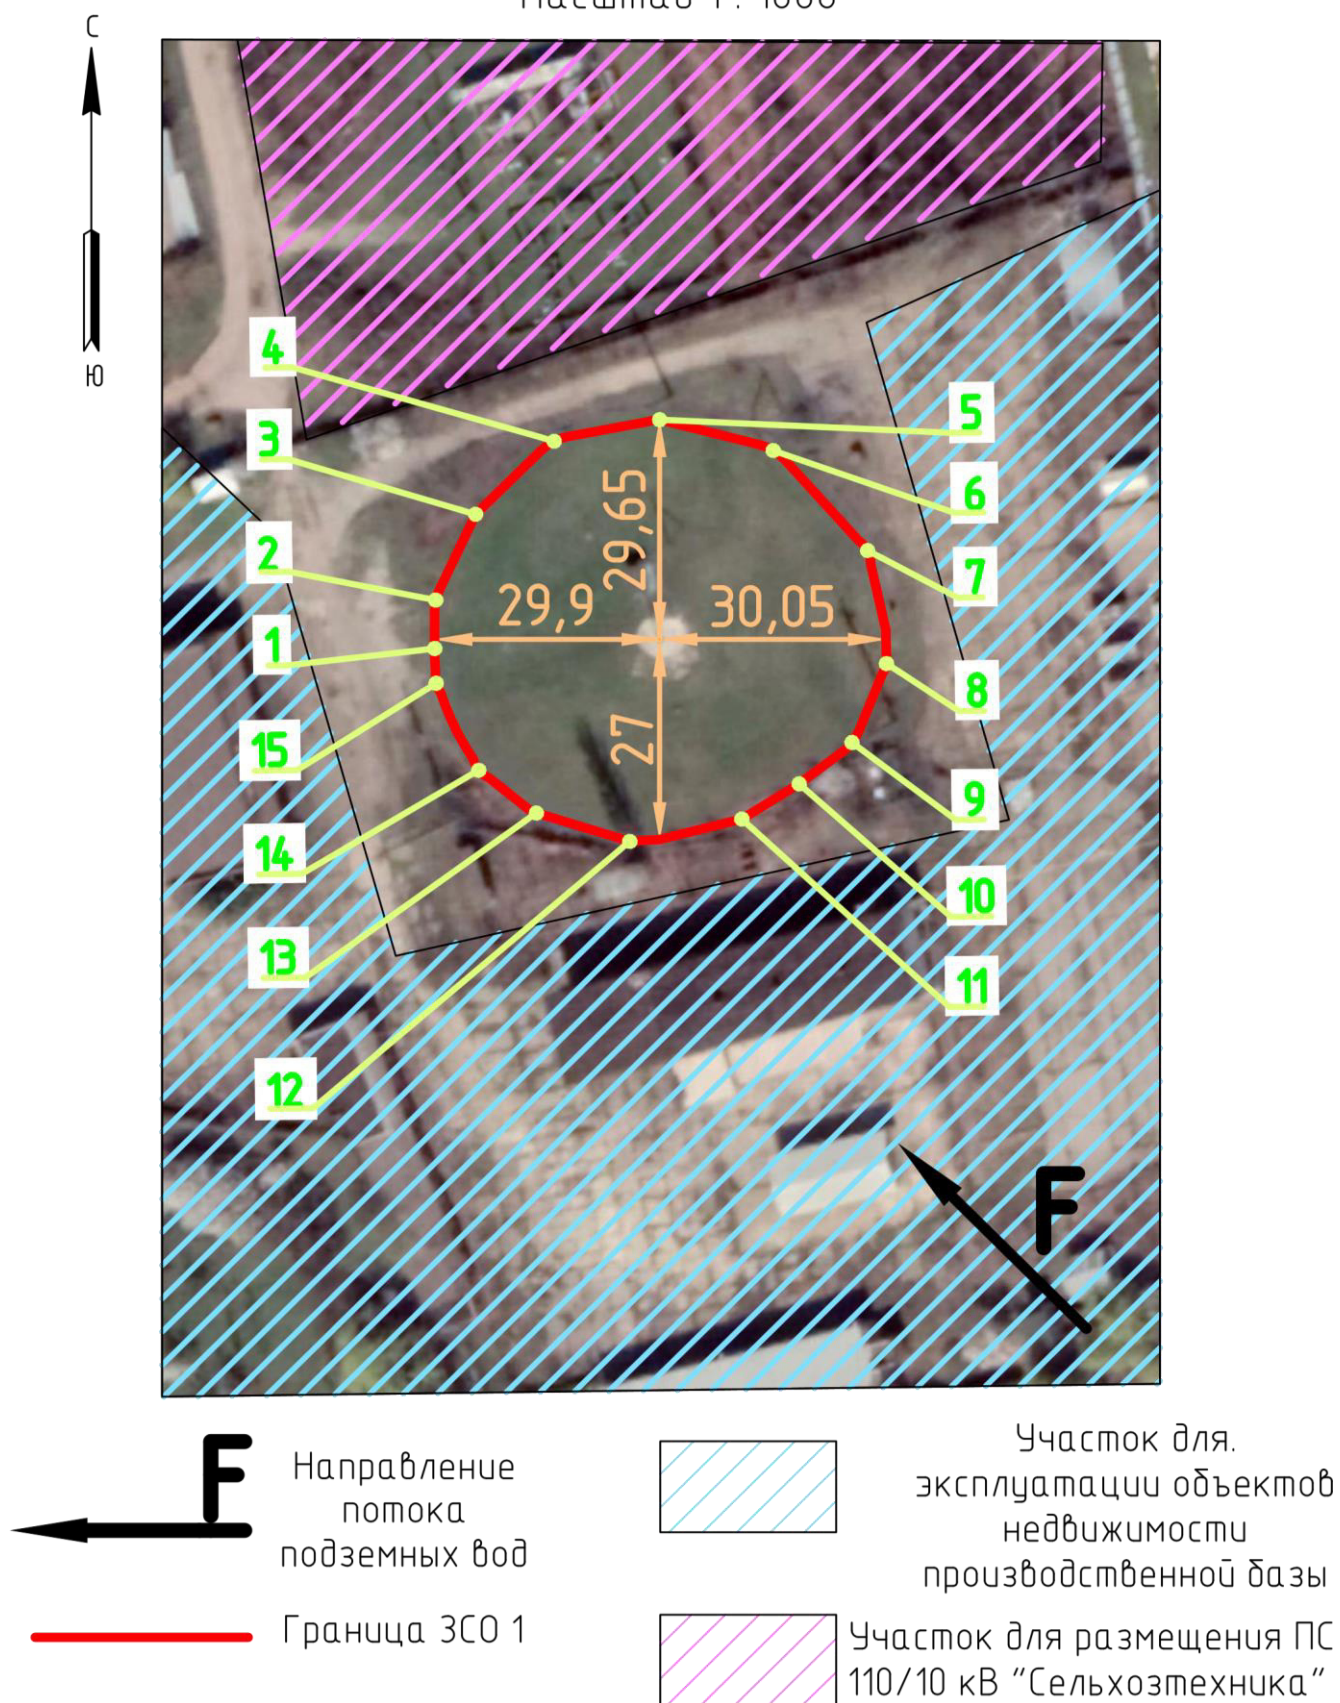 С
Ю
4
3
2
1
15
14
13
12
5
6
7
8
9
10
11
29,65
29,9
30,05
27
F
F
Направление
потока
подземных вод
Граница ЗСО 1
Участок для.
эксплуатации объектов
недвижимости
производственной базы
Участок для размещения ПС
110/10 кВ "Сельхозтехника"